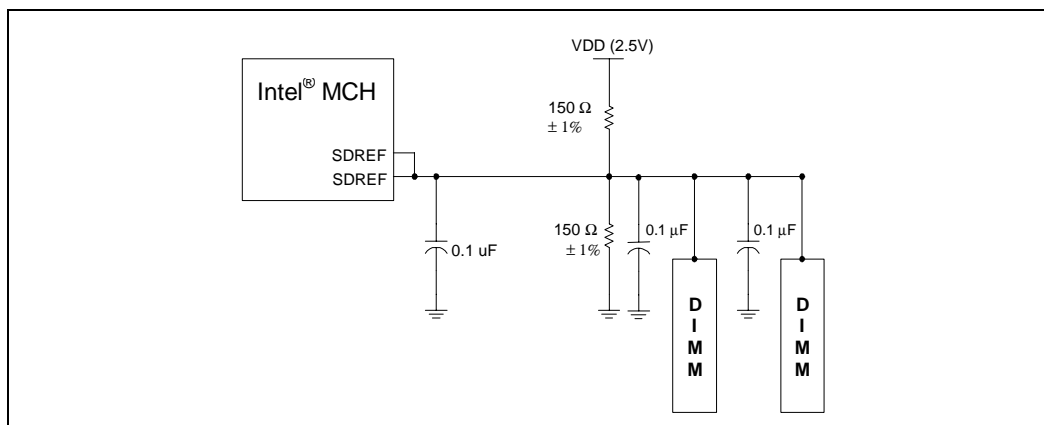 VDD (2.5V)
Intel® MCH
150 Ω
± 1%
SDREF
SDREF
150 Ω
± 1%
0.1 µF
0.1 µF
0.1 uF
D
I
M
M
D
I
M
M